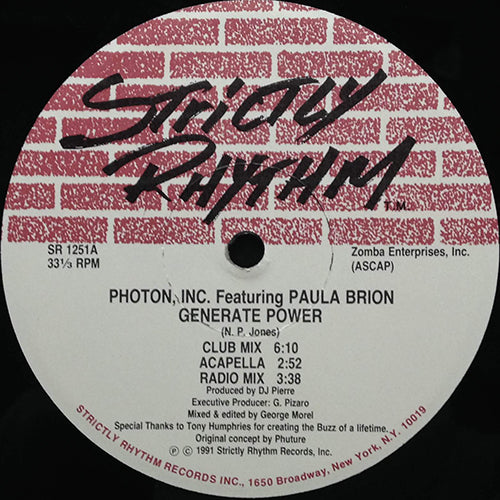 STRICTLY
RHYTHM
T.M.
SR 1251A
33⅓ RPM
Zomba Enterprises, Inc.
(ASCAP)
PHOTON, INC. Featuring PAULA BRION
GENERATE POWER
(N. P. Jones)
CLUB MIX 6:10
ACAPELLA 2:52
RADIO MIX 3:38
Produced by DJ Pierre
Executive Producer: G. Pizaro
Mixed & edited by George Morel
Special Thanks to Tony Humphries for creating the Buzz of a lifetime.
Original concept by Phuture
Ⓟ © 1991 Strictly Rhythm Records, Inc.
STRICTLY RHYTHM RECORDS INC., 1650 Broadway, New York, N.Y. 10019